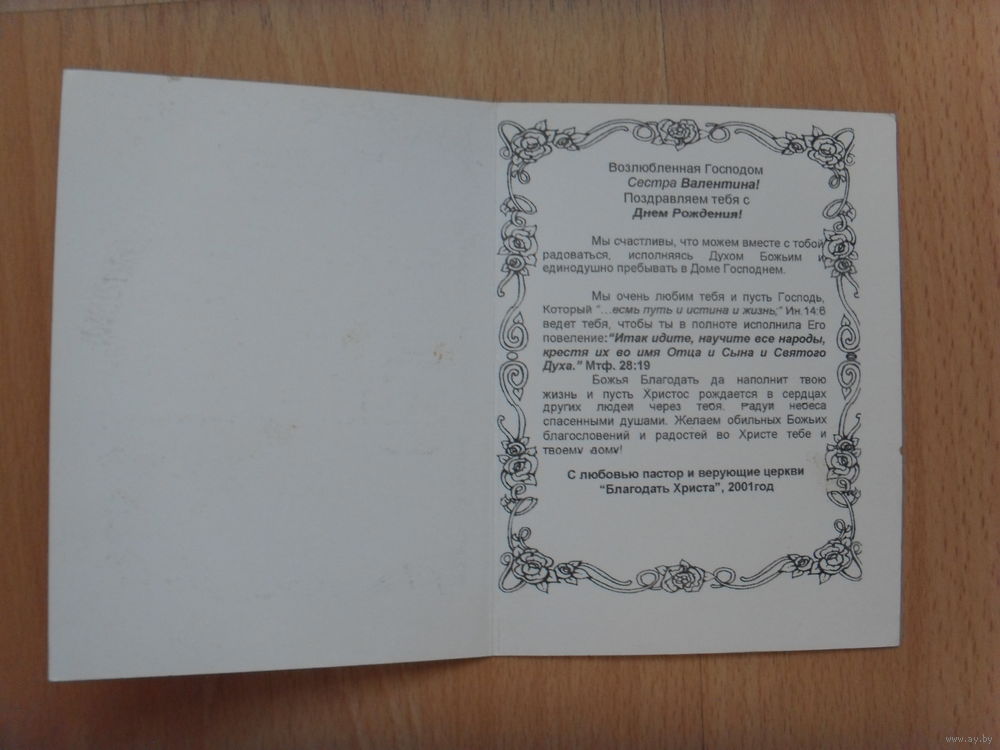 Возлюбленная Господом
Сестра Валентина!
Поздравляем тебя с
Днем Рождения!
Мы счастливы, что можем вместе с тобой
радоваться, исполняясь Духом Божьим и
единодушно пребывать в Доме Господнем.
Мы очень любим тебя и пусть Господь,
Который "...есмь путь и истина и жизнь;" Ин.14:6
ведет тебя, чтобы ты в полноте исполнила Его
повеление:"Итак идите, научите все народы,
крестя их во имя Отца и Сына и Святого
Духа." Мтф. 28:19
Божья Благодать да наполнит твою
жизнь и пусть Христос рождается в сердцах
других людей через тебя. Радуй небеса
спасенными душами. Желаем обильных Божьих
благословений и радостей во Христе тебе и
твоему дому!
С любовью пастор и верующие церкви
"Благодать Христа", 2001год
www.ay.by